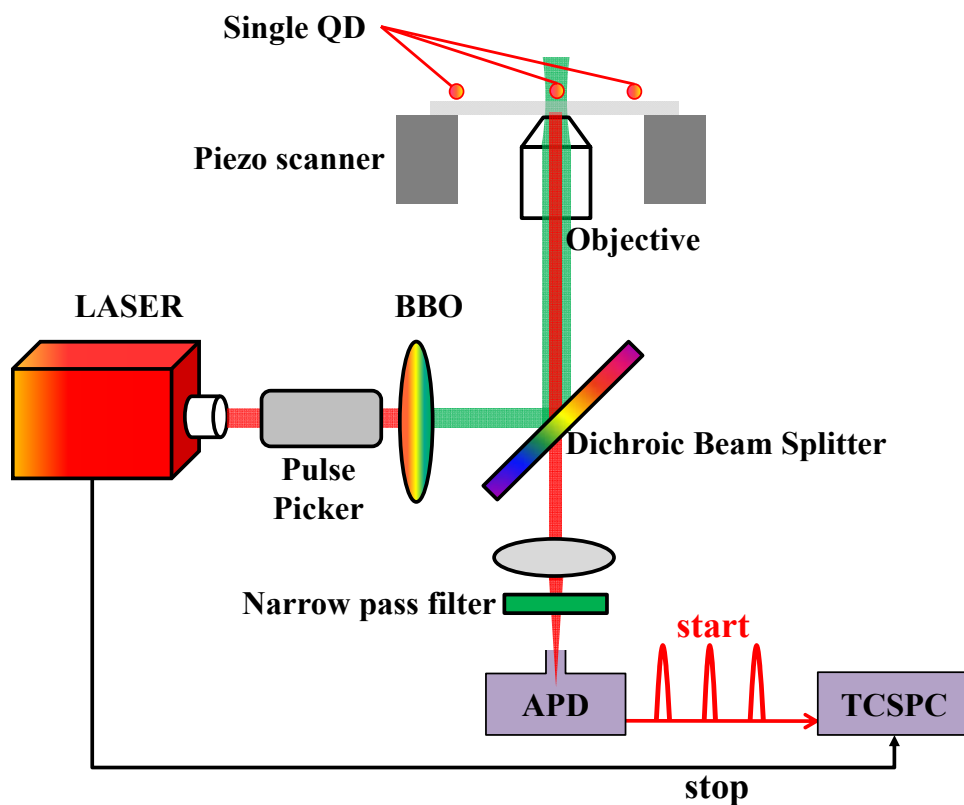 Single QD
Piezo scanner
Objective
LASER
BBO
Pulse
Picker
Dichroic Beam Splitter
Narrow pass filter
start
APD
TCSPC
stop